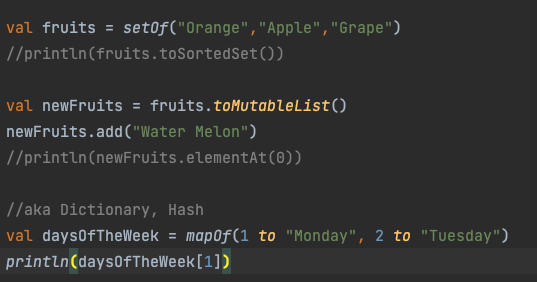 val fruits = setOf("Orange","Apple","Grape")
//println(fruits.toSortedSet())
val newFruits = fruits.toMutableList()
newFruits.add("Water Melon")
//println(newFruits.elementAt(0))
//aka Dictionary, Hash
val daysOfTheWeek = mapOf(1 to "Monday", 2 to "Tuesday")
println(daysOfTheWeek[1])